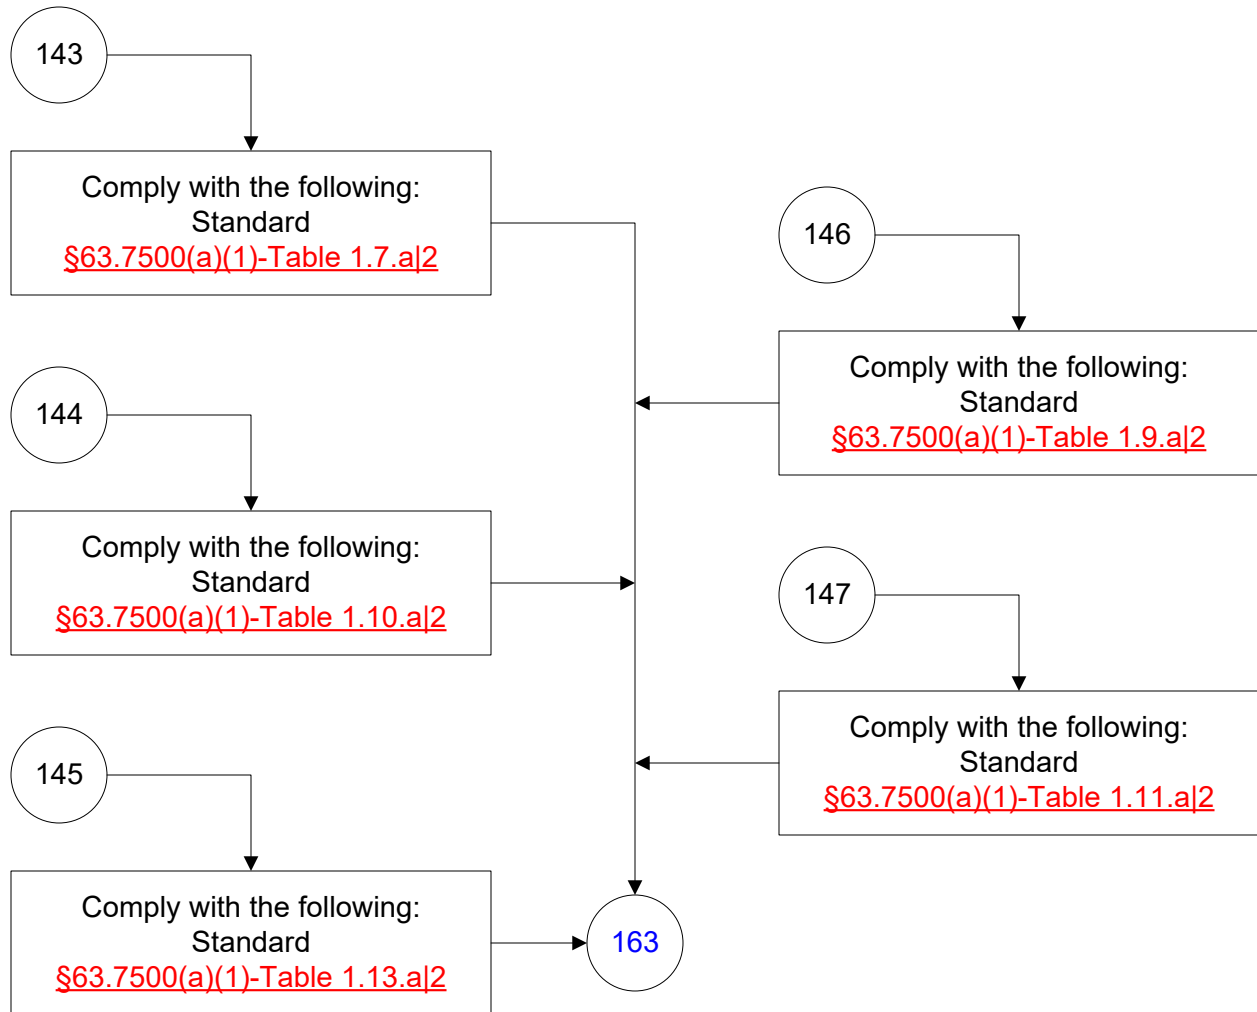 143
Comply with the following:
Standard
§63.7500(a)(1)-Table 1.7.a|2
146
Comply with the following:
Standard
§63.7500(a)(1)-Table 1.9.a|2
144
Comply with the following:
Standard
§63.7500(a)(1)-Table 1.10.a|2
147
Comply with the following:
Standard
§63.7500(a)(1)-Table 1.11.a|2
145
Comply with the following:
Standard
§63.7500(a)(1)-Table 1.13.a|2
163